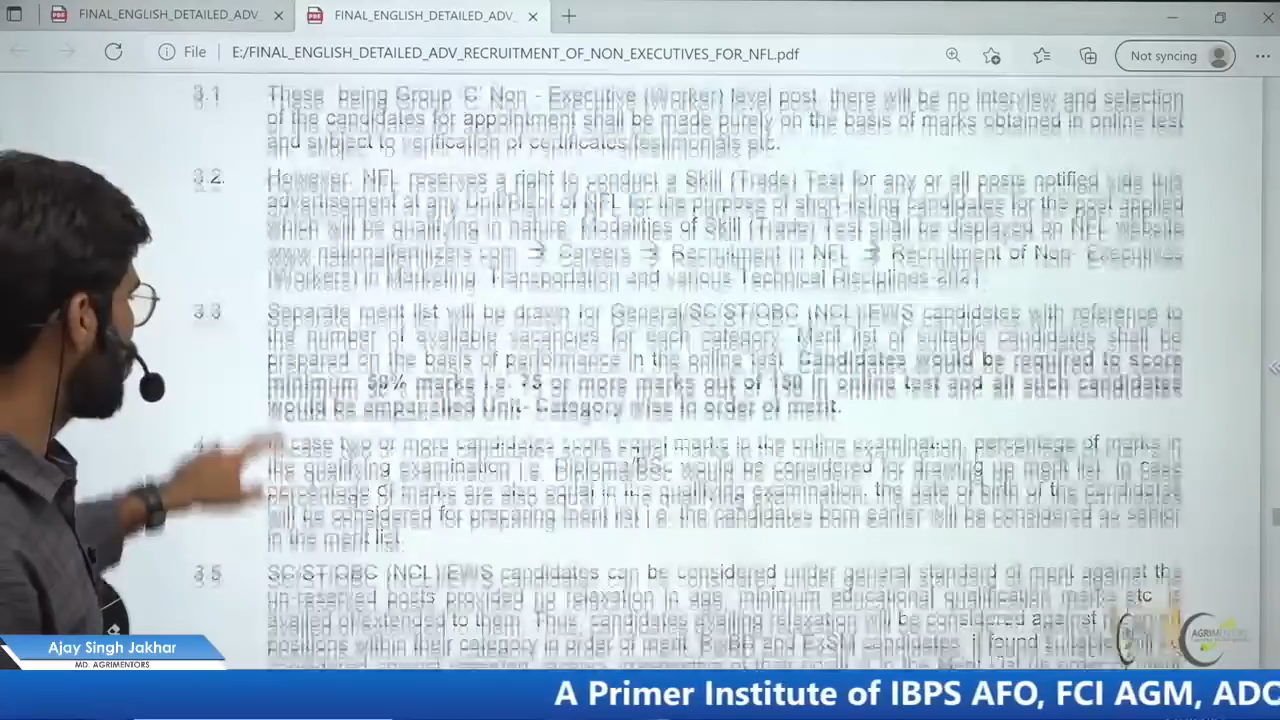 FINAL_ENGLISH_DETAILED_ADV_
FINAL_ENGLISH_DETAILED_ADV_
File
E:/FINAL_ENGLISH_DETAILED_ADV_RECRUITMENT_OF_NON_EXECUTIVES_FOR_NFL.pdf
Not syncing
3.1 These being Group 'C' Non - Executive (Worker) level post, there will be no interview and selection
of the candidates for appointment shall be made purely on the basis of marks obtained in online test
and subject to verification of certificates/testimonials etc.
3.2. However, NFL reserves a right to conduct a Skill (Trade) Test for any or all posts notified vide this
advertisement at any Unit/Plant of NFL for the purpose of short-listing candidates for the post applied
which will be qualifying in nature. Modalities of Skill (Trade) Test shall be displayed on NFL website
www.nationalfertilizers.com → Careers → Recruitment in NFL → Recruitment of Non- Executives
(Workers) in Marketing, Transportation and various Technical Disciplines-2021
3.3 Separate merit list will be drawn for General/SC/ST/OBC (NCL)/EWS candidates with reference to
the number of available vacancies for each category. Merit list of suitable candidates shall be
prepared on the basis of performance in the online test. Candidates would be required to score
minimum 50% marks i.e. 75 or more marks out of 150 in online test and all such candidates
would be empanelled Unit- Category wise in order of merit.
In case two or more candidates score equal marks in the online examination, percentage of marks in
the qualifying examination i.e. Diploma/BSc would be considered for drawing up merit list. In case
percentage of marks are also equal in the qualifying examination, the date of birth of the candidates
will be considered for preparing merit list i.e. the candidates born earlier will be considered as senior
in the merit list.
3.5 SC/ST/OBC (NCL)/EWS candidates can be considered under general standard of merit against the
un-reserved posts provided no relaxation in age, minimum educational qualification marks etc. is
availed of/extended to them. The candidates availing relaxation will be considered against
positions within their category in order of merit. PwBD and ExSM candidates, if found suitable
AGRIMENTORS
Ajay Singh Jakhar
MD. AGRIMENTORS
A Primer Institute of IBPS AFO, FCI AGM, ADO